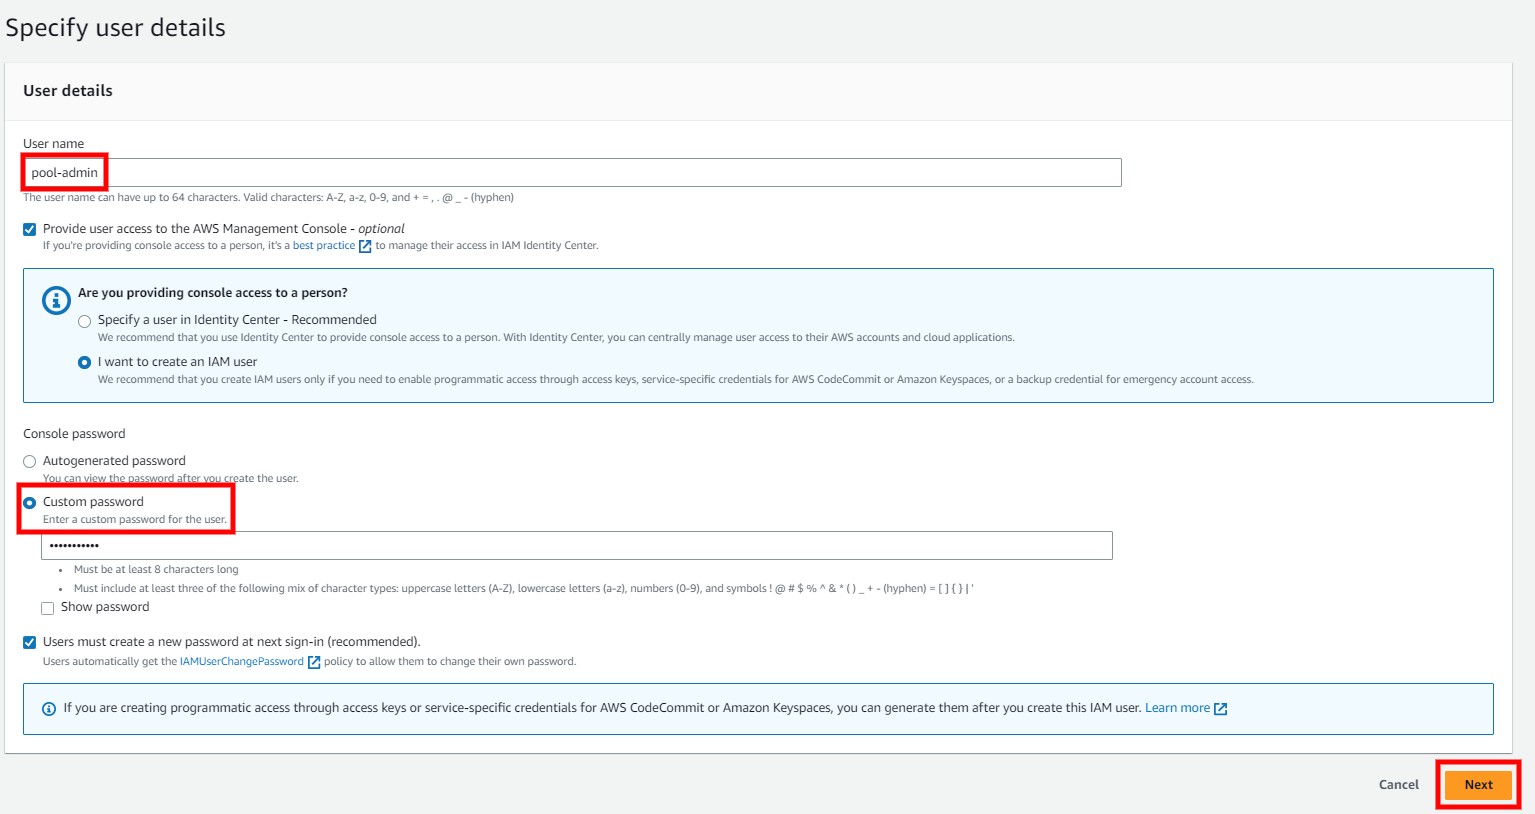 Specify user details
User details
User name
pool-admin
The user name can have up to 64 characters. Valid characters: A-Z, a-z, 0-9, and + = , . @ _ - (hyphen)
Provide user access to the AWS Management Console - optional
If you're providing console access to a person, it's a best practice to manage their access in IAM Identity Center.
Are you providing console access to a person?
Specify a user in Identity Center - Recommended
We recommend that you use Identity Center to provide console access to a person. With Identity Center, you can centrally manage user access to their AWS accounts and cloud applications.
I want to create an IAM user
We recommend that you create IAM users only if you need to enable programmatic access through access keys, service-specific credentials for AWS CodeCommit or Amazon Keyspaces, or a backup credential for emergency account access.
Console password
Autogenerated password
You can view the password after you create the user.
Custom password
Enter a custom password for the user.
•••••••••••
• Must be at least 8 characters long
• Must include at least three of the following mix of character types: uppercase letters (A-Z), lowercase letters (a-z), numbers (0-9), and symbols ! @ # $ % ^ & * ( ) _ + - (hyphen) = [ ] { } | '
Show password
Users must create a new password at next sign-in (recommended).
Users automatically get the IAMUserChangePassword policy to allow them to change their own password.
If you are creating programmatic access through access keys or service-specific credentials for AWS CodeCommit or Amazon Keyspaces, you can generate them after you create this IAM user. Learn more
Cancel
Next